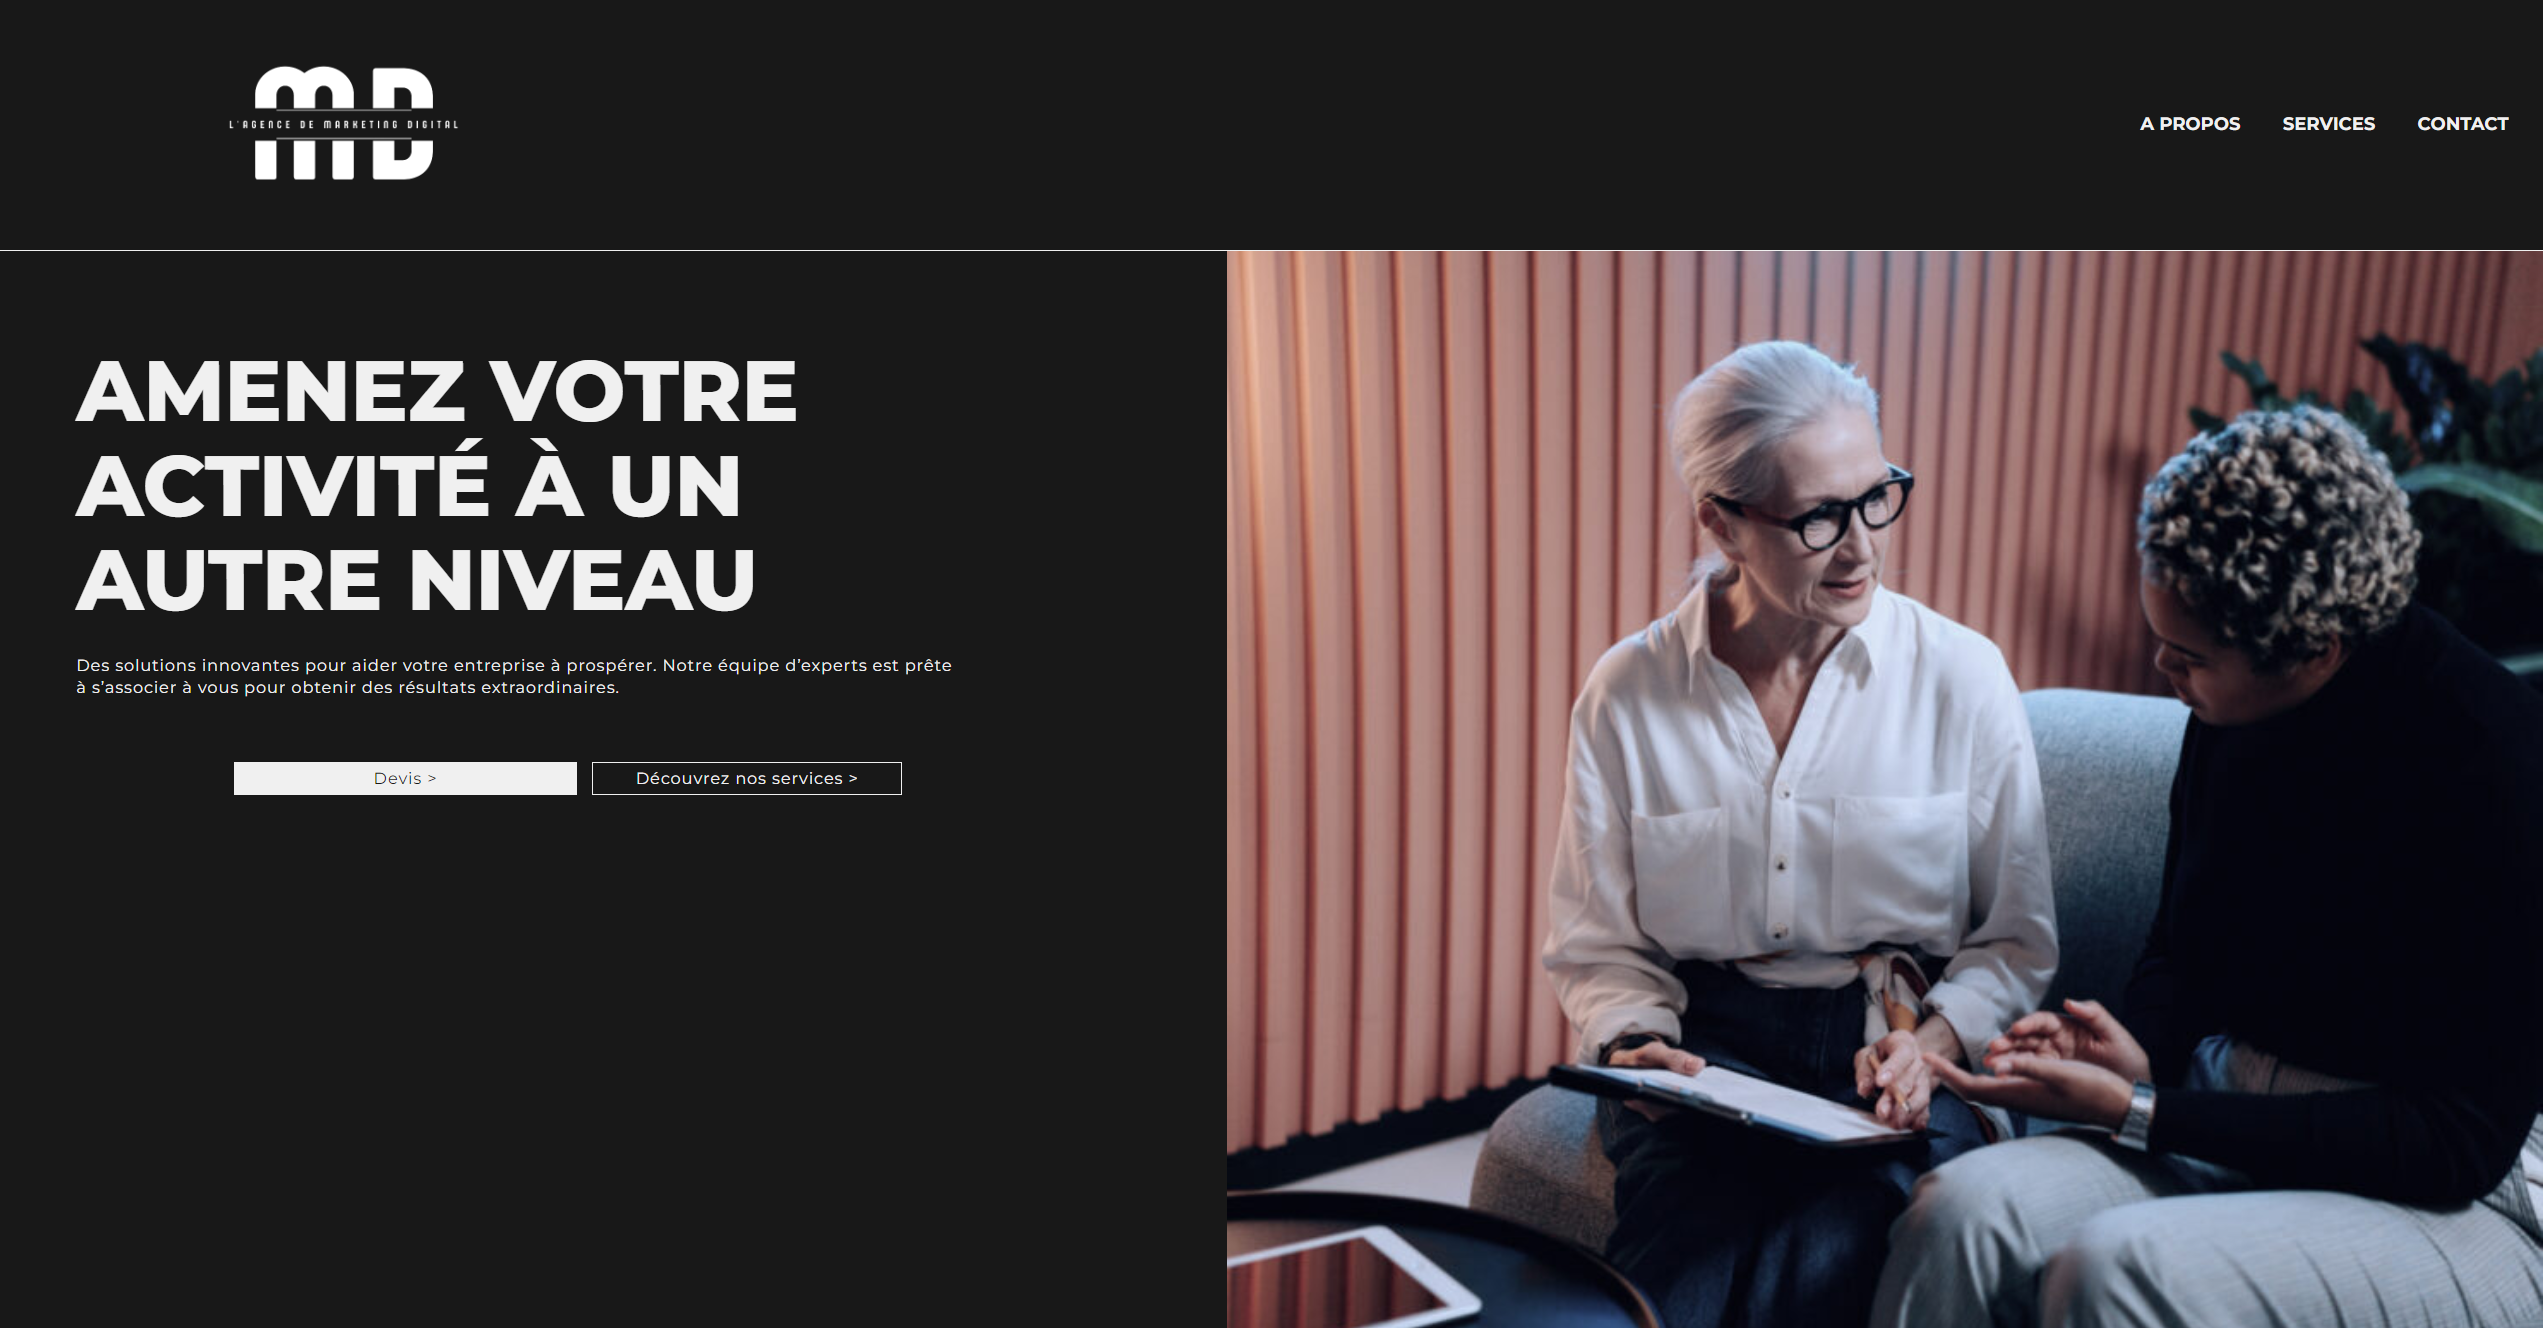 MD
L'AGENCE DE MARKETING DIGITAL
A PROPOS SERVICES CONTACT
AMENEZ VOTRE
ACTIVITÉ À UN
AUTRE NIVEAU
Des solutions innovantes pour aider votre entreprise à prospérer. Notre équipe d’experts est prête
à s’associer à vous pour obtenir des résultats extraordinaires.
Devis > Découvrez nos services >